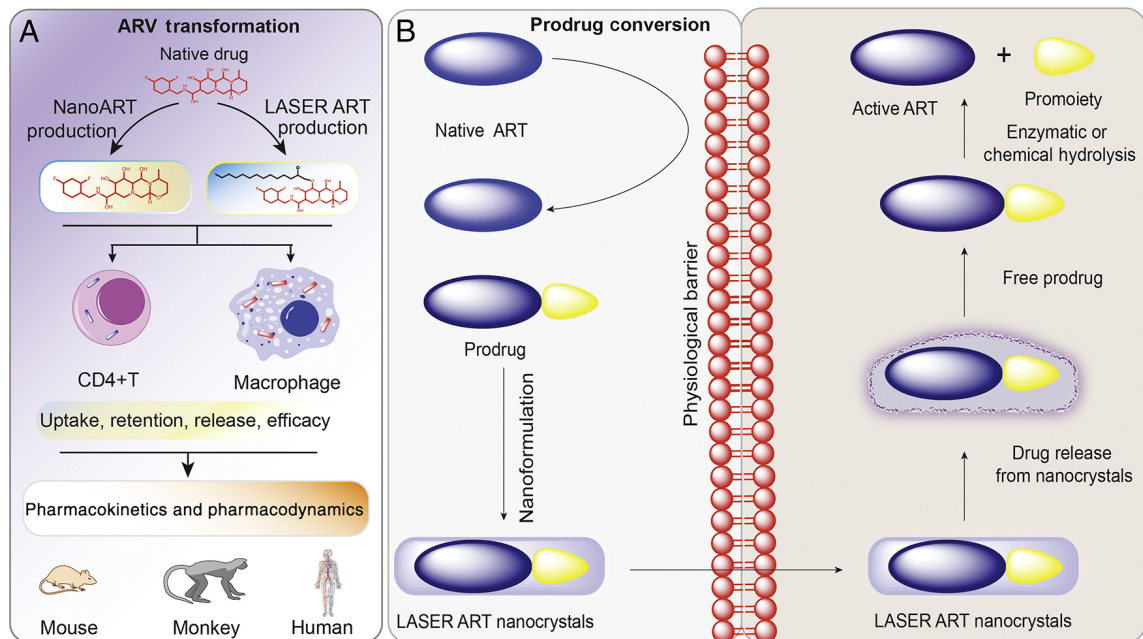 A
ARV transformation
Native drug
NanoART
production
LASER ART
production
CD4+T
Macrophage
Uptake, retention, release, efficacy
Pharmacokinetics and pharmacodynamics
Mouse
Monkey
Human
B
Prodrug conversion
Native ART
Prodrug
Nanoformulation
LASER ART nanocrystals
Physiological barrier
Active ART
+
Promoiety
Enzymatic or
chemical hydrolysis
Free prodrug
Drug release
from nanocrystals
LASER ART nanocrystals